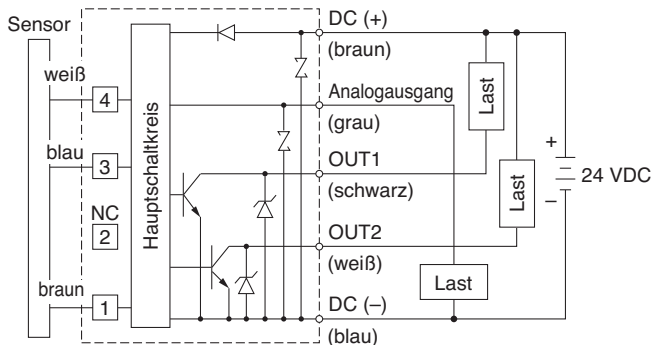 Sensor
weiß
4
blau
3
NC
2
braun
1
Hauptschaltkreis
DC (+)
(braun)
Analogausgang
(grau)
OUT1
(schwarz)
OUT2
(weiß)
DC (–)
(blau)
Last
Last
Last
+
24 VDC
–